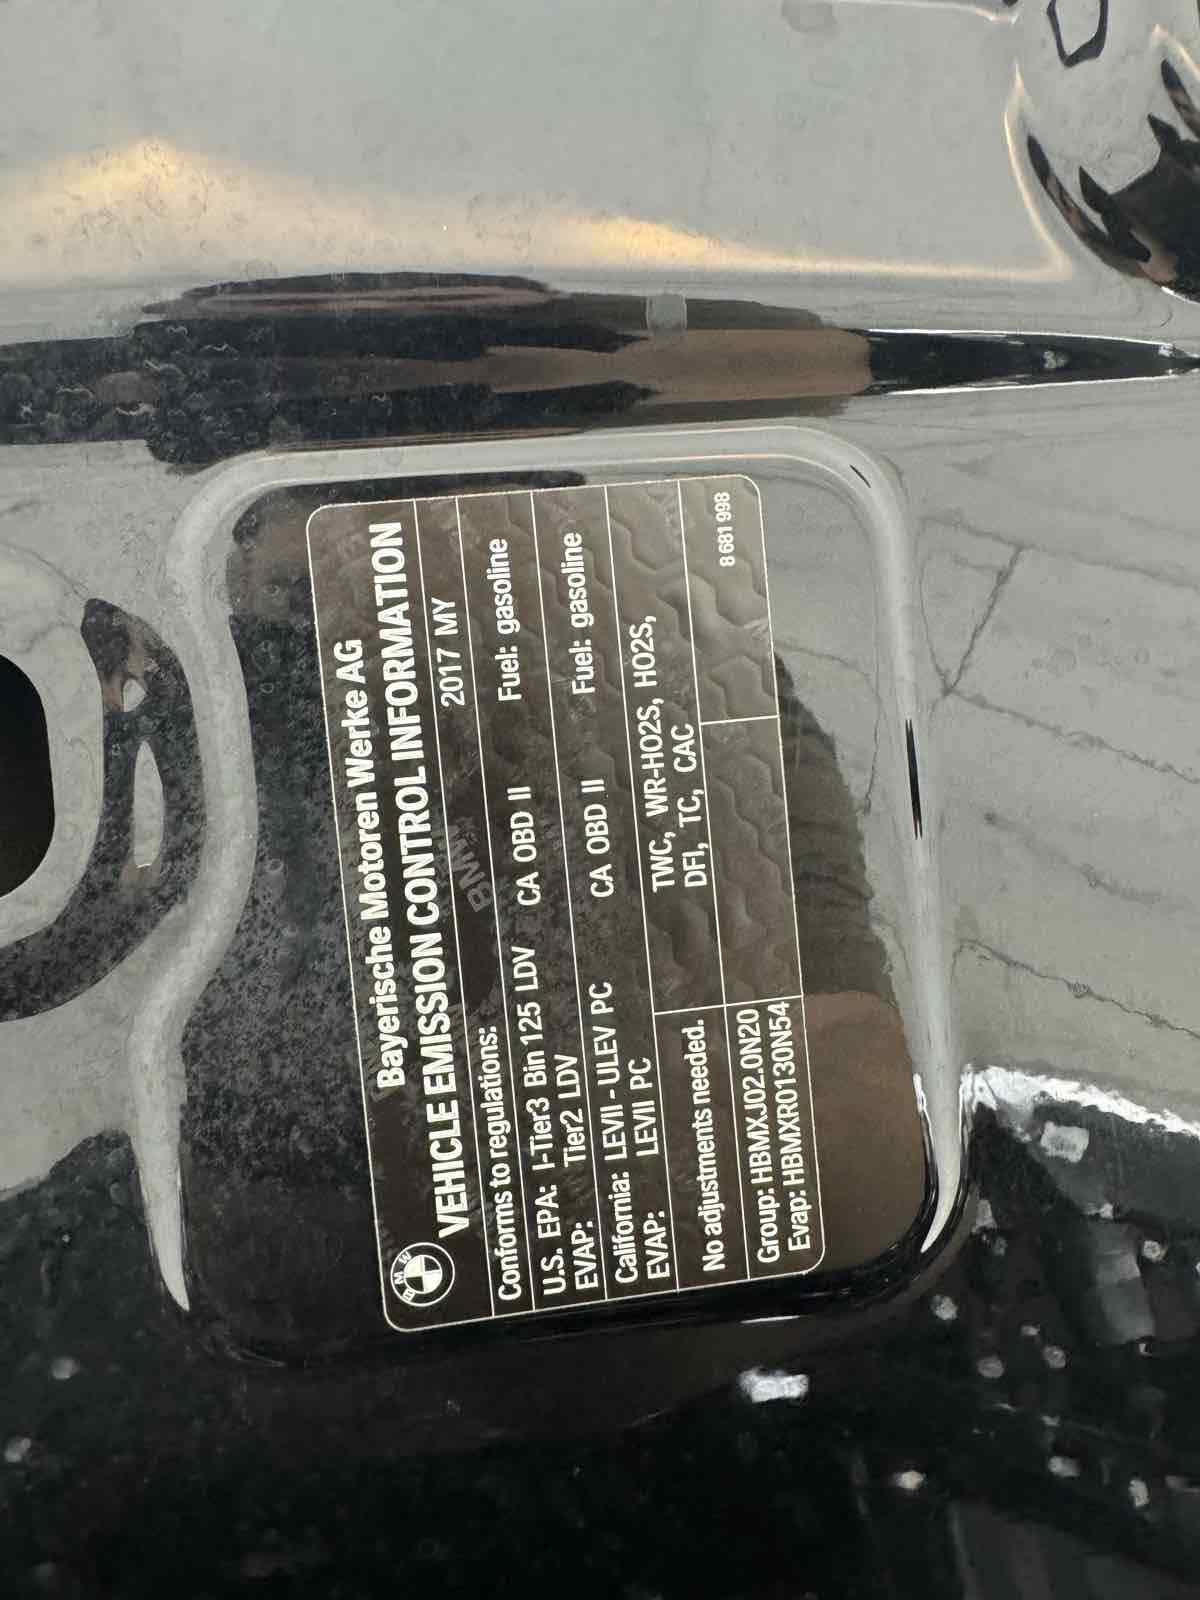 BMW
Bayerische Motoren Werke AG
VEHICLE EMISSION CONTROL INFORMATION
2017 MY
Conforms to regulations:
U.S. EPA: I-Tier3 Bin 125 LDV CA OBD II Fuel: gasoline
EVAP: Tier2 LDV
California: LEVII - ULEV PC CA OBD II Fuel: gasoline
EVAP: LEVII PC
No adjustments needed.
TWC, WR-HO2S, HO2S,
DFI, TC, CAC
Group: HBMXJ02.0N20
Evap: HBMXR0130N54
8 681 998